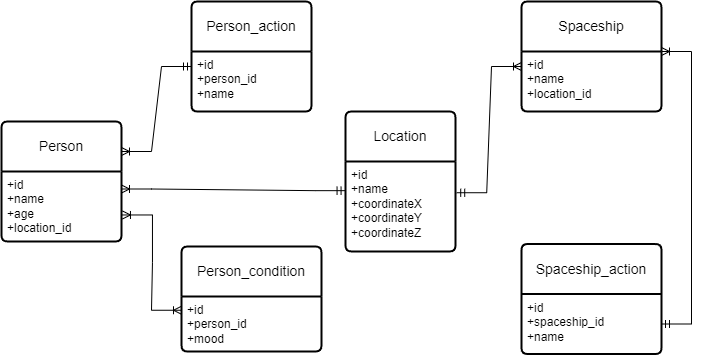 Person_action
+id
+person_id
+name
Spaceship
+id
+name
+location_id
Person
+id
+name
+age
+location_id
Location
+id
+name
+coordinateX
+coordinateY
+coordinateZ
Person_condition
+id
+person_id
+mood
Spaceship_action
+id
+spaceship_id
+name